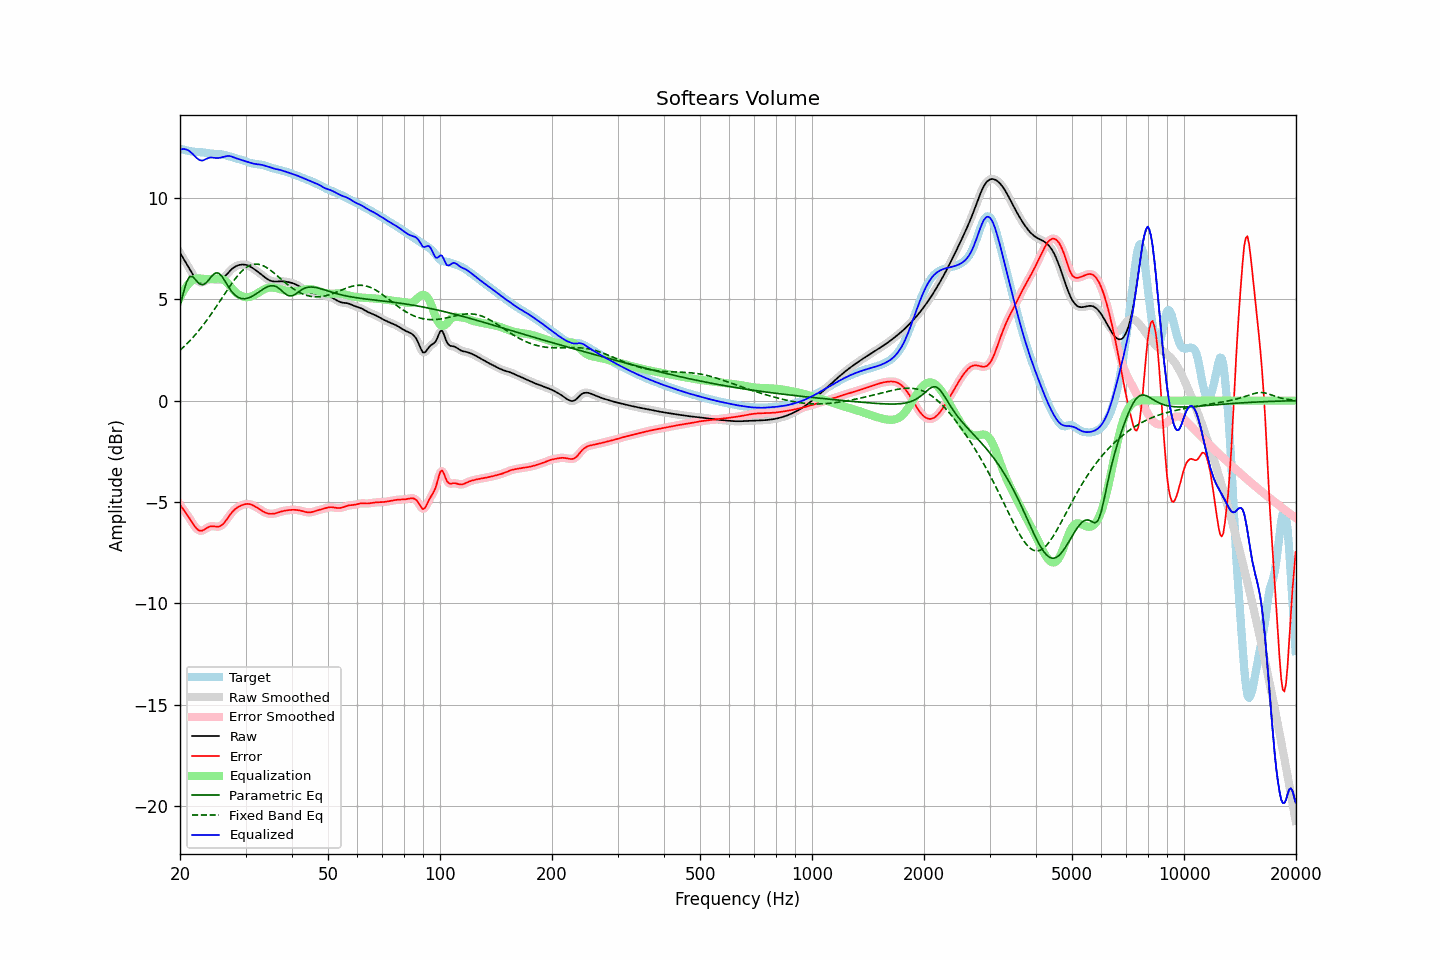 Softears Volume
Amplitude (dBr)
10
5
0
−5
−10
−15
−20
Target
Raw Smoothed
Error Smoothed
Raw
Error
Equalization
Parametric Eq
Fixed Band Eq
Equalized
20 50 100 200 500 1000 2000 5000 10000 20000
Frequency (Hz)